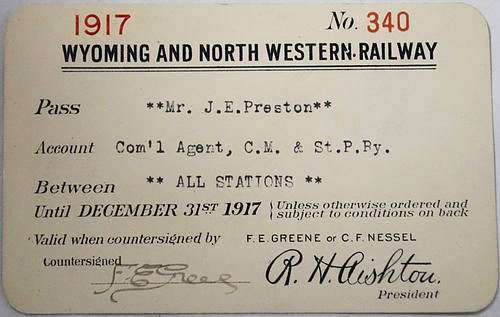 1917 No. 340
WYOMING AND NORTH WESTERN RAILWAY
Pass **Mr. J.E.Preston**
Account Com'l Agent, C.M. & St.P.Ry.
Between ** ALL STATIONS **
Until DECEMBER 31ST 1917 { Unless otherwise ordered and
subject to conditions on back
Valid when countersigned by F.E.GREENE or C.F. NESSEL
Countersigned F.E.Greene R. H. Aishton.
President